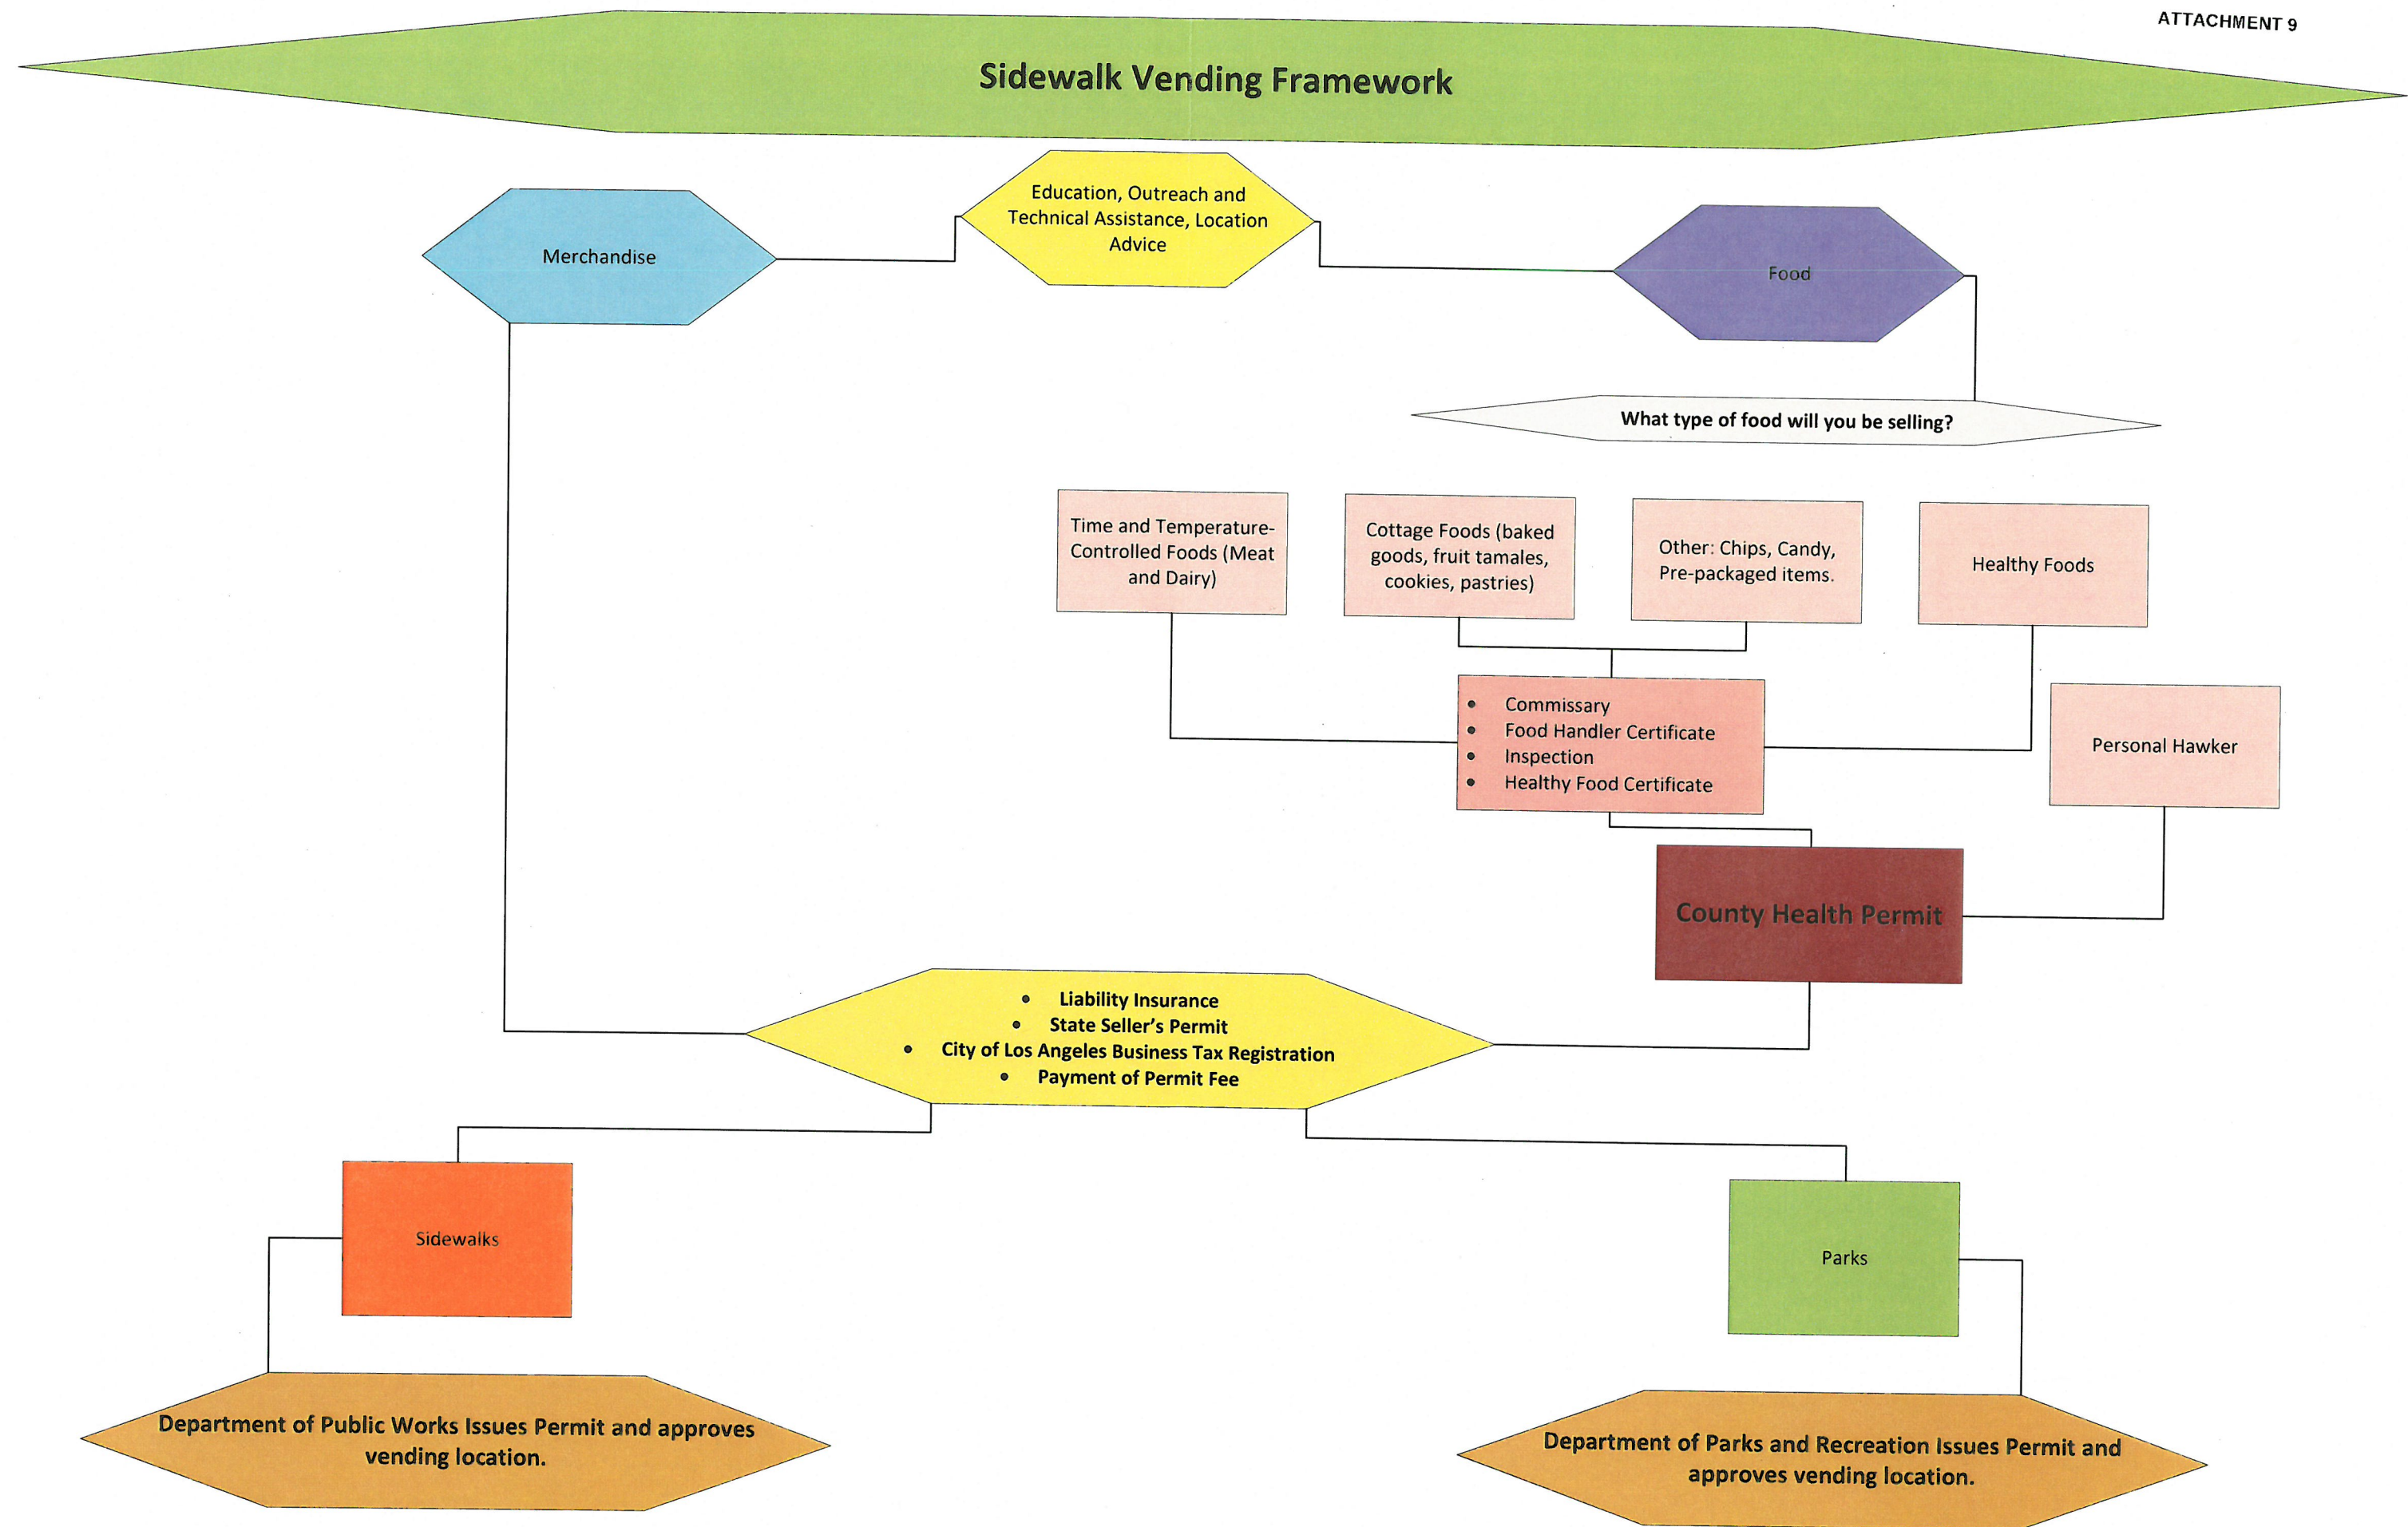 ATTACHMENT 9
Sidewalk Vending Framework
Education, Outreach and
Technical Assistance, Location
Advice
Merchandise
Food
What type of food will you be selling?
Time and Temperature-
Controlled Foods (Meat
and Dairy)
Cottage Foods (baked
goods, fruit tamales,
cookies, pastries)
Other: Chips, Candy,
Pre-packaged items.
Healthy Foods
• Commissary
• Food Handler Certificate
• Inspection
• Healthy Food Certificate
Personal Hawker
County Health Permit
• Liability Insurance
• State Seller's Permit
• City of Los Angeles Business Tax Registration
• Payment of Permit Fee
Sidewalks
Parks
Department of Public Works Issues Permit and approves
vending location.
Department of Parks and Recreation Issues Permit and
approves vending location.